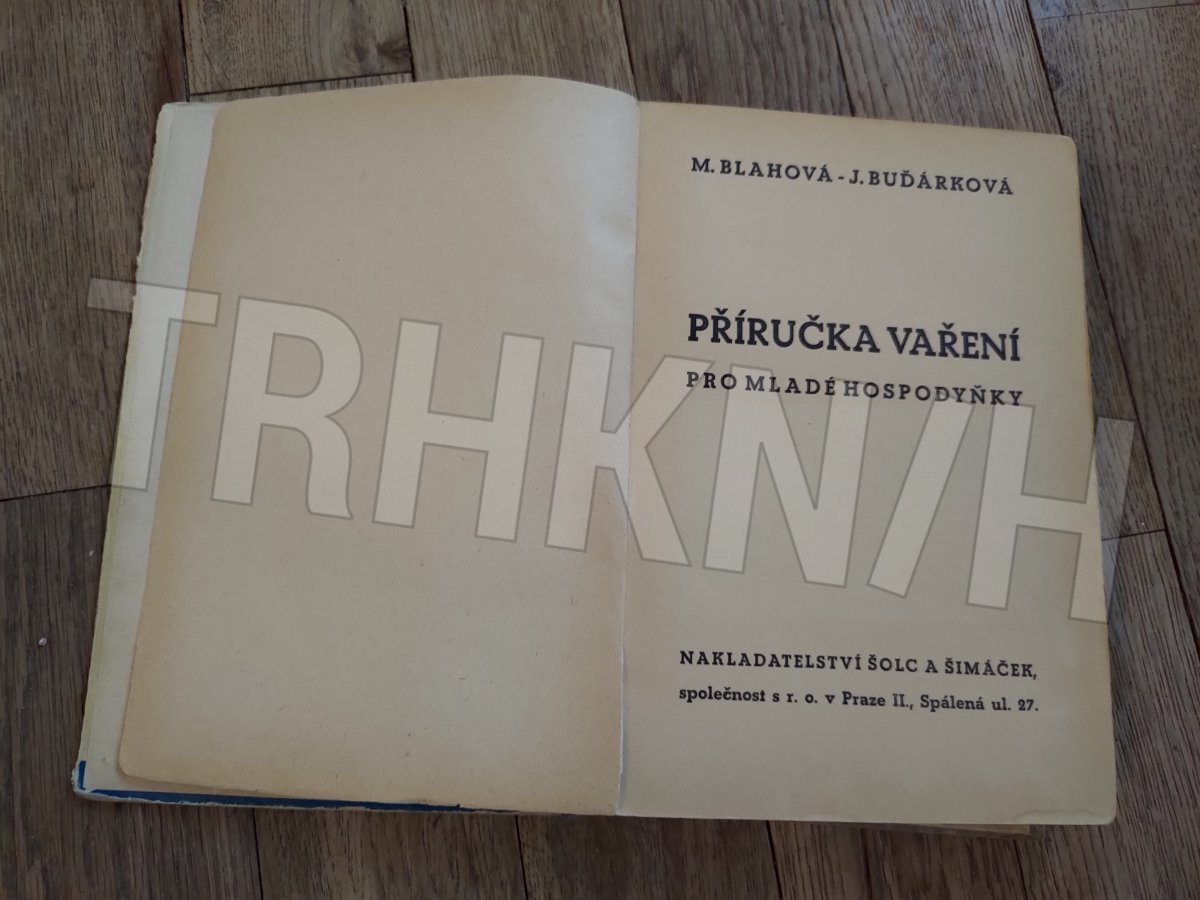 M. BLAHOVÁ - J. BUĎÁRKOVÁ
PŘÍRUČKA VAŘENÍ
PRO MLADÉ HOSPODYŇKY
TRHKNIH
NAKLADATELSTVÍ ŠOLC A ŠIMÁČEK,
společnost s r. o. v Praze II., Spálená ul. 27.